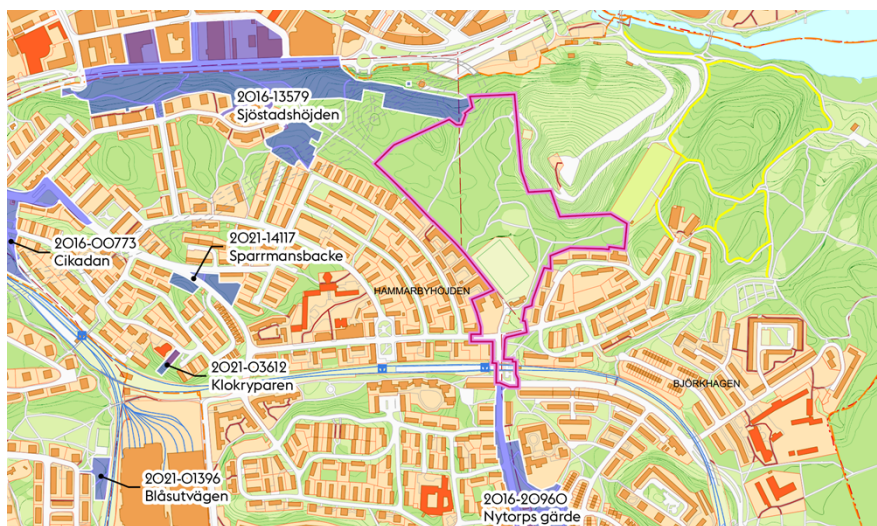 2016-13579
Sjöstadshöjden
2016-00773
Cikadan
2021-14117
Sparrmansbacke
HAMMARBYHÖJDEN
2021-03612
Klokryparen
BJÖRKHAGEN
2021-01396
Blåsutvägen
2016-20960
Nytorps gärde